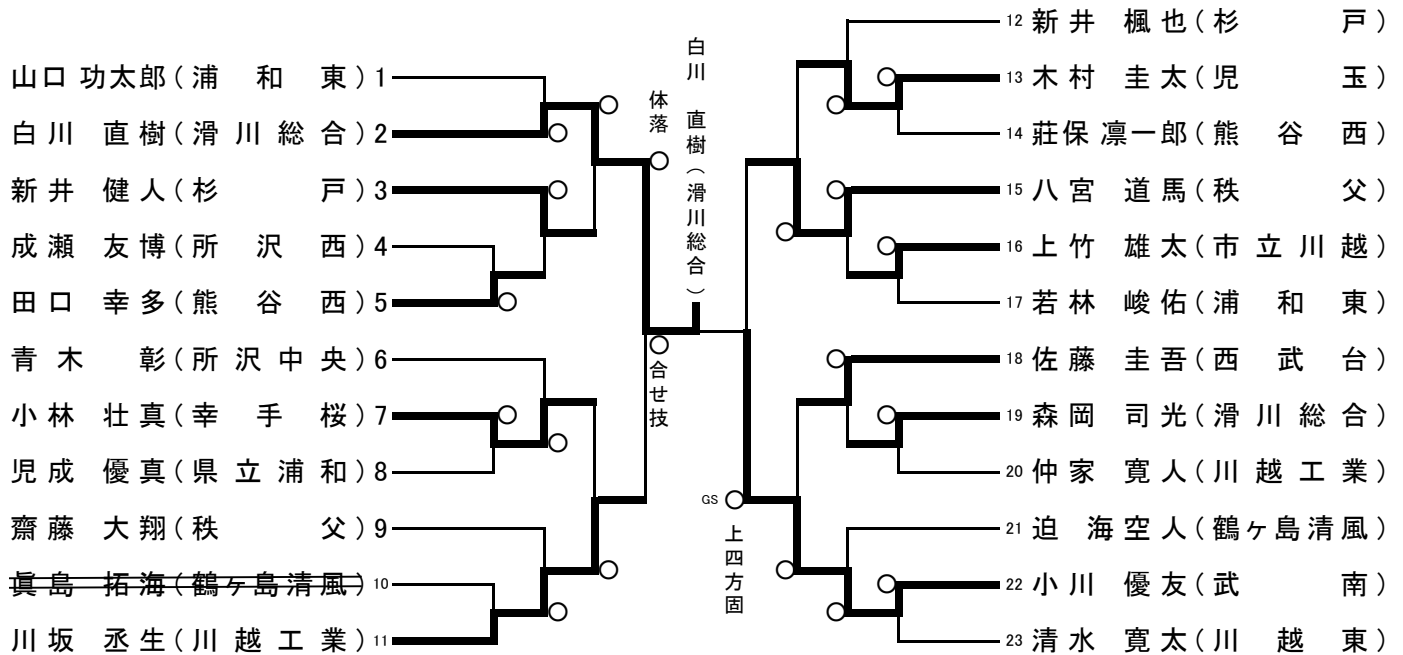 山口 功太郎(浦和東)1
白川 直樹(滑川総合)2
新井 健人(杉戸)3
成瀬 友博(所沢西)4
田口 幸多(熊谷西)5
青木 彰(所沢中央)6
小林 壮真(幸手桜)7
児成 優真(県立浦和)8
齋藤 大翔(秩父)9
眞島 拓海(鶴ヶ島清風)10
川坂 丞生(川越工業)11
体落
白川 直樹(滑川総合)
合せ技
GS
上四方固
12 新井 楓也(杉戸)
13 木村 圭太(児玉)
14 莊保 凛一郎(熊谷西)
15 八宮 道馬(秩父)
16 上竹 雄太(市立川越)
17 若林 峻佑(浦和東)
18 佐藤 圭吾(西武台)
19 森岡 司光(滑川総合)
20 仲家 寛人(川越工業)
21 迫 海空人(鶴ヶ島清風)
22 小川 優友(武南)
23 清水 寛太(川越東)